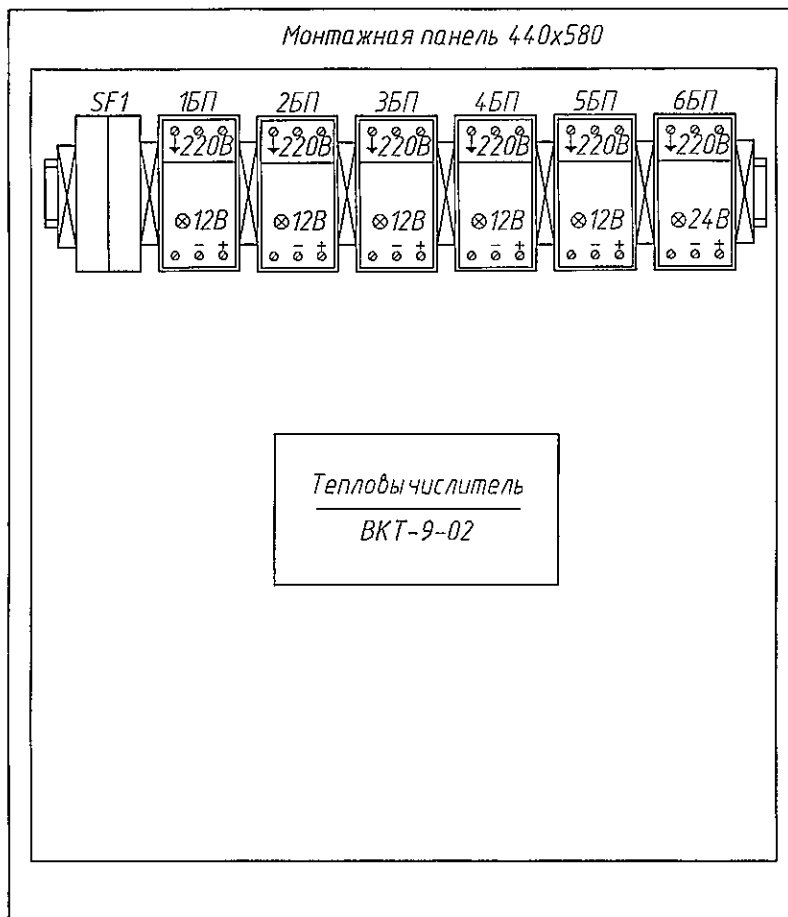 Монтажная панель 440х580
SF1 1БП 2БП 3БП 4БП 5БП 6БП
220В 220В 220В 220В 220В 220В
12В 12В 12В 12В 12В 24В
- + - + - + - + - + - +
Тепловычислитель
ВКТ-9-02